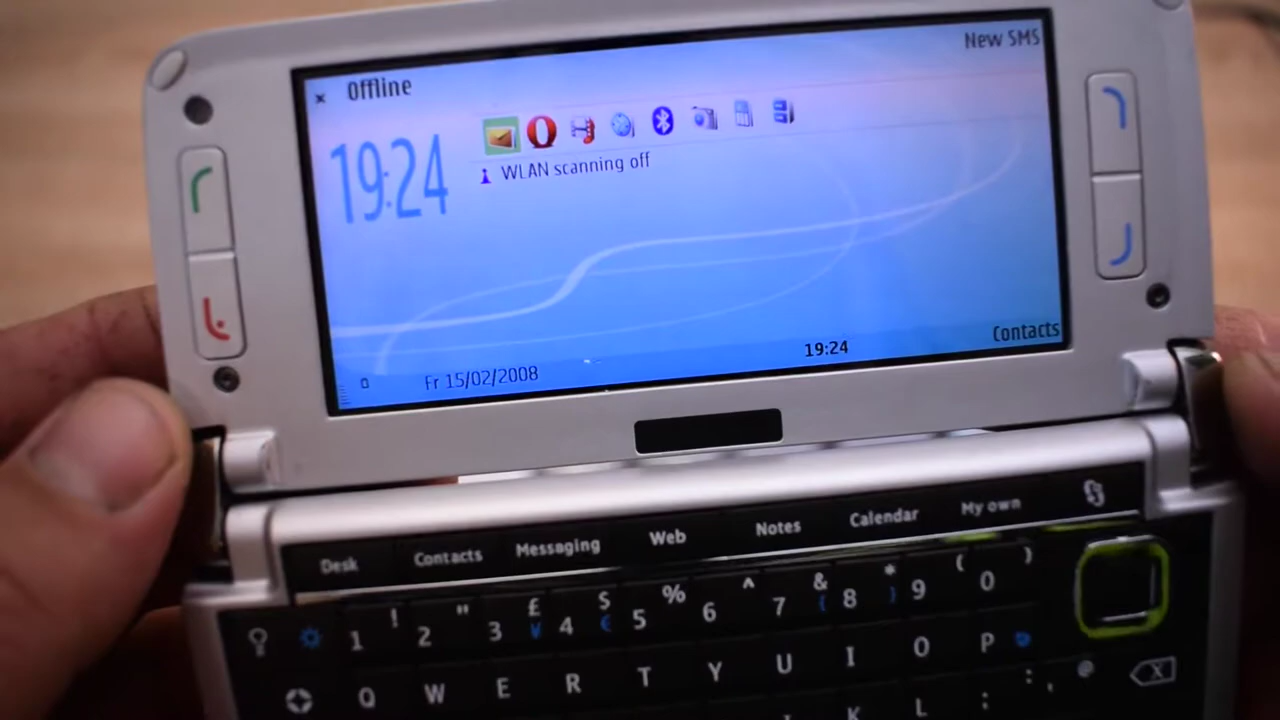 Offline
New SMS
19:24
WLAN scanning off
Fr 15/02/2008
19:24
Contacts
Desk Contacts Messaging Web Notes Calendar My own
! " £ $ % ^ & * ( )
1 2 3 ¥ 4 € 5 6 7 { 8 } 9 0
Q W E R T Y U I O P
K L : ; , @